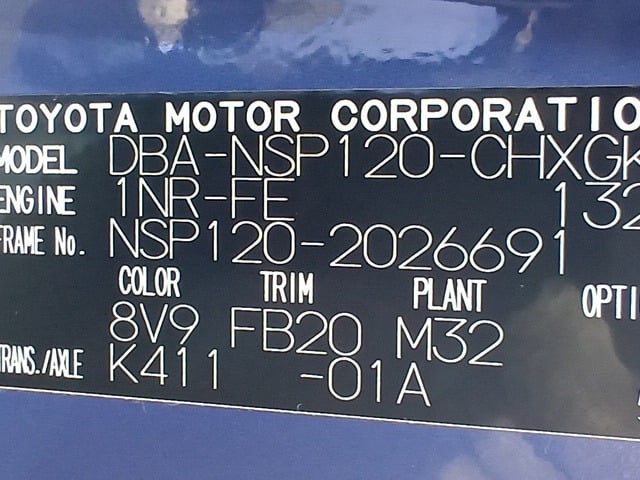 TOYOTA MOTOR CORPORATIO
MODEL DBA-NSP120-CHXGK
ENGINE 1NR-FE 132
FRAME No. NSP120-2026691
COLOR TRIM PLANT OPTI
8V9 FB20 M32
TRANS./AXLE K411 -01A